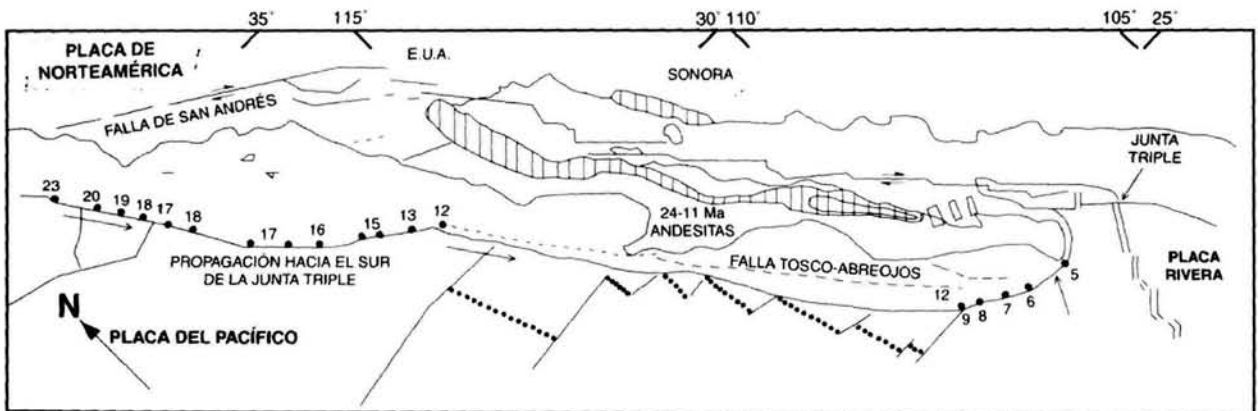 35° 115° 30° 110° 105° 25°
PLACA DE
NORTEAMÉRICA
E.U.A.
SONORA
FALLA DE SAN ANDRÉS
JUNTA
TRIPLE
23 20 19 18 17 18 17 16 15 13 12
24-11 Ma
ANDESITAS
PROPAGACIÓN HACIA EL SUR
DE LA JUNTA TRIPLE
FALLA TOSCO-ABREOJOS
PLACA
RIVERA
12 9 8 7 6 5
N
PLACA DEL PACÍFICO